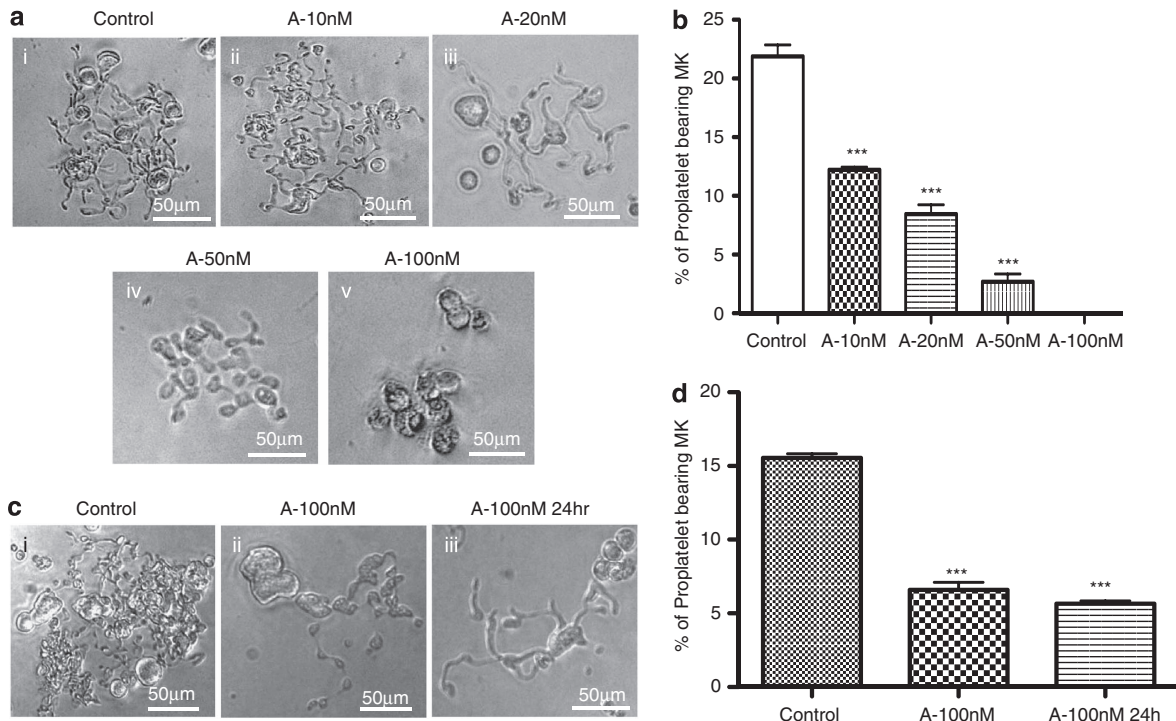 a
Control A-10nM A-20nM
i ii iii
50μm 50μm 50μm
A-50nM A-100nM
iv v
50μm 50μm
b
% of Proplatelet bearing MK
25
20
15
10
5
0
***
***
***
Control A-10nM A-20nM A-50nM A-100nM
c
Control A-100nM A-100nM 24hr
i ii iii
50μm 50μm 50μm
d
% of Proplatelet bearing MK
20
15
10
5
0
***
***
Control A-100nM A-100nM 24h